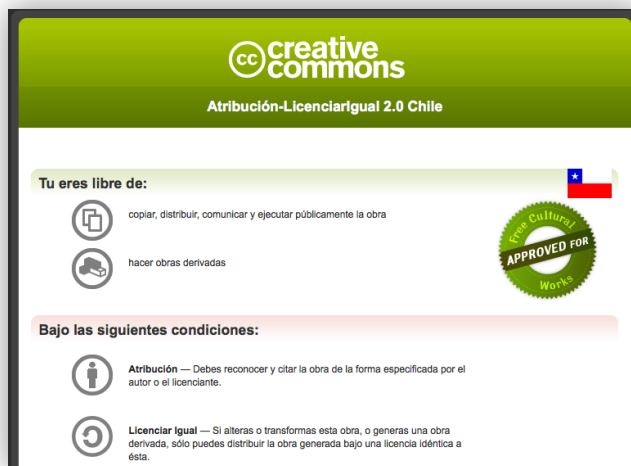 cc creative
commons
Atribución-LicenciarIgual 2.0 Chile
Tu eres libre de:
copiar, distribuir, comunicar y ejecutar públicamente la obra
hacer obras derivadas
Free Cultural
APPROVED FOR
Works
Bajo las siguientes condiciones:
Atribución — Debes reconocer y citar la obra de la forma especificada por el
autor o el licenciante.
Licenciar Igual — Si alteras o transformas esta obra, o generas una obra
derivada, sólo puedes distribuir la obra generada bajo una licencia idéntica a
ésta.